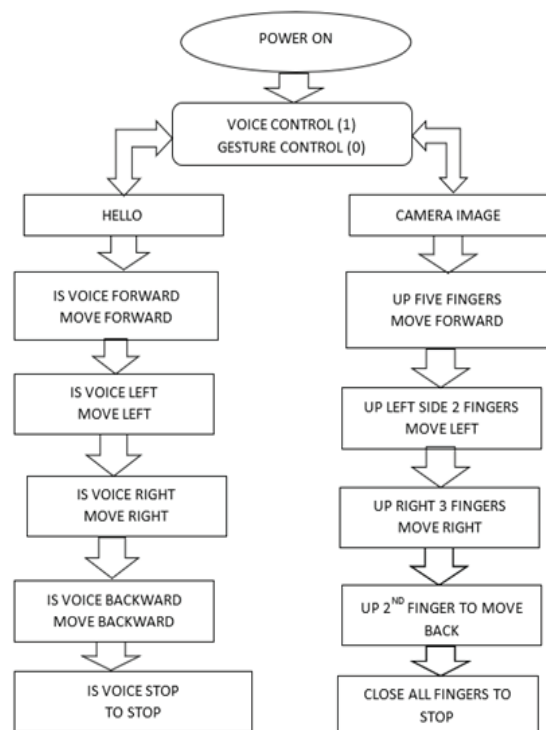 POWER ON
VOICE CONTROL (1)
GESTURE CONTROL (0)
HELLO
IS VOICE FORWARD
MOVE FORWARD
IS VOICE LEFT
MOVE LEFT
IS VOICE RIGHT
MOVE RIGHT
IS VOICE BACKWARD
MOVE BACKWARD
IS VOICE STOP
TO STOP
CAMERA IMAGE
UP FIVE FINGERS
MOVE FORWARD
UP LEFT SIDE 2 FINGERS
MOVE LEFT
UP RIGHT 3 FINGERS
MOVE RIGHT
UP 2ND FINGER TO MOVE
BACK
CLOSE ALL FINGERS TO
STOP